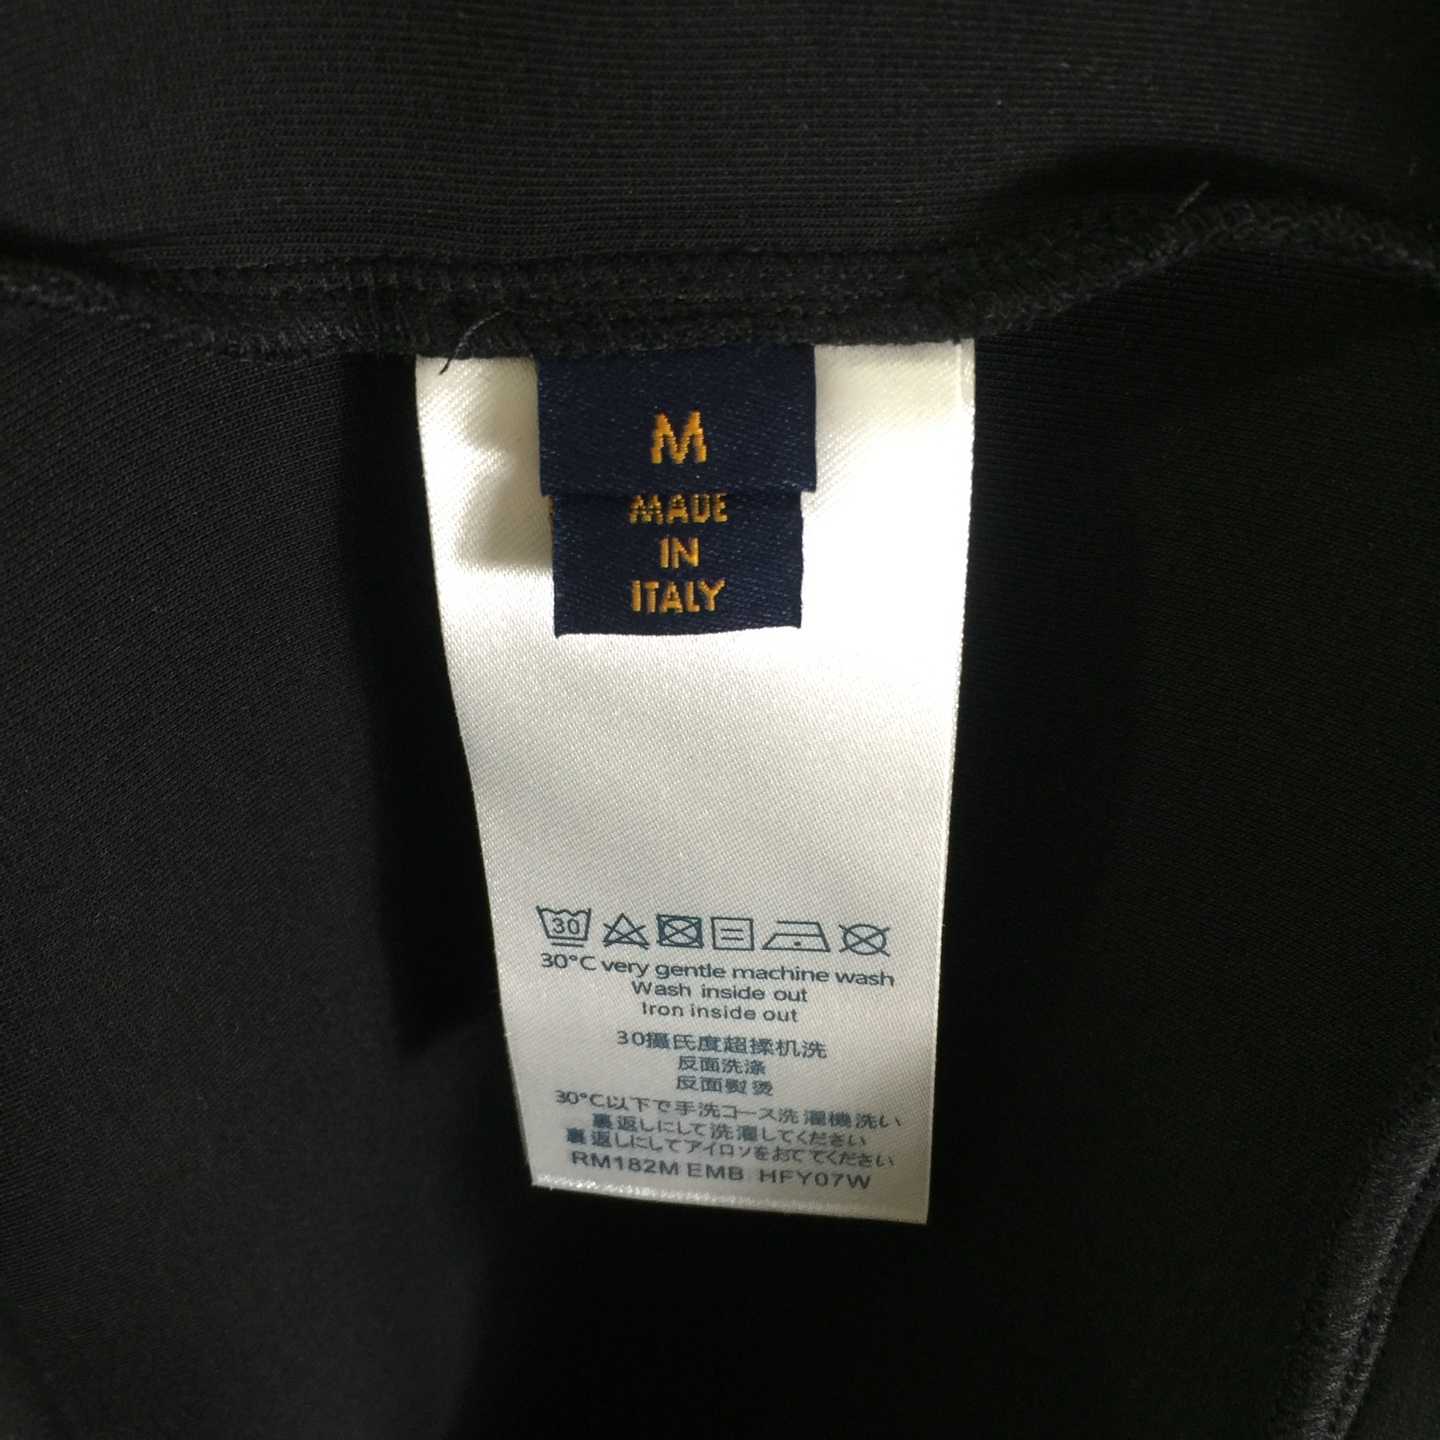 M
MADE
IN
ITALY
30
30°C very gentle machine wash
Wash inside out
Iron inside out
30攝氏度超揉机洗
反面洗涤
反面熨烫
30°C以下で手洗コース洗濯機洗い
裏返しにして洗濯してください
裏返しにしてアイロンをおててください
RM182M EMB HFY07W